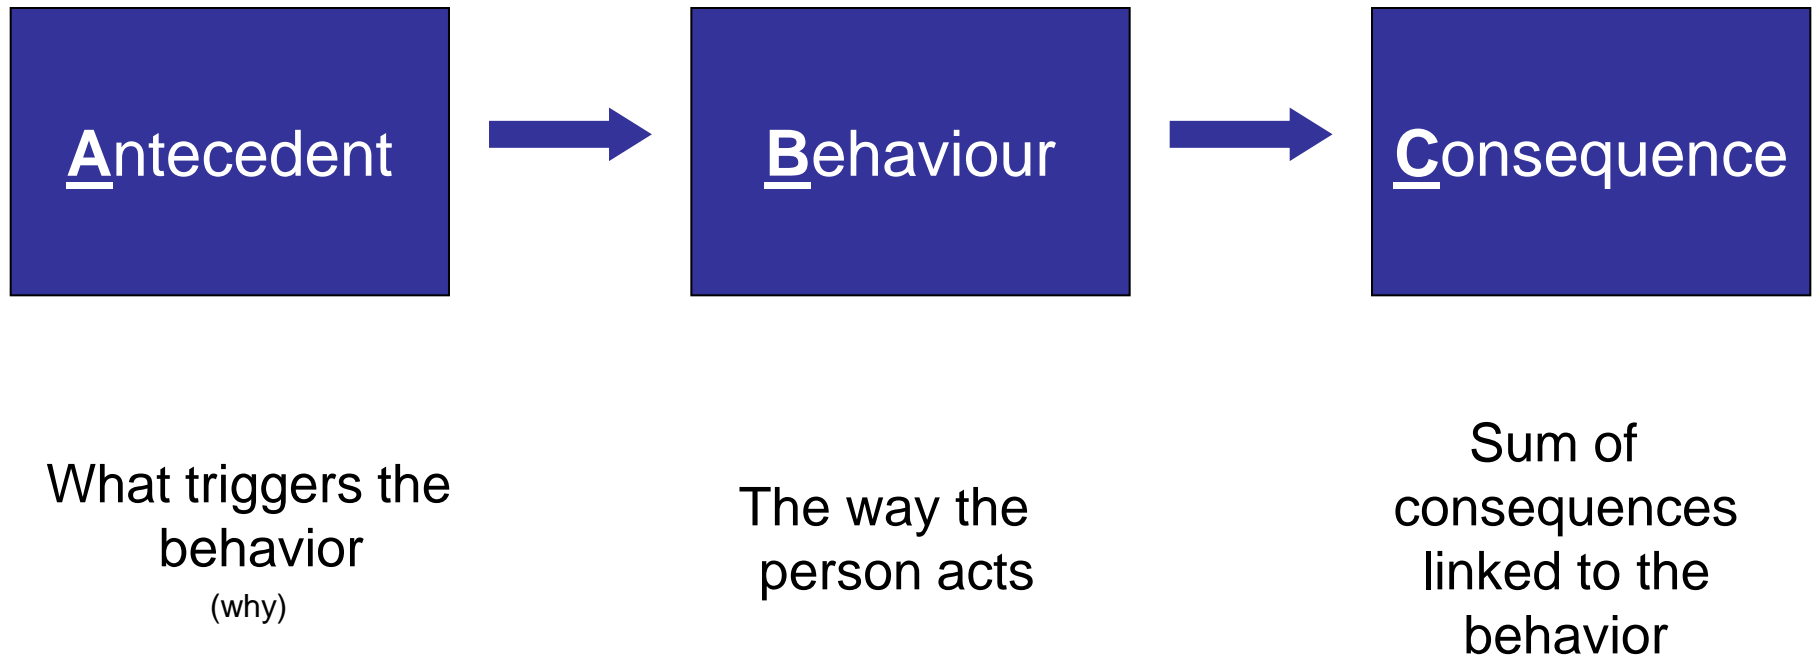 Antecedent
Behaviour
Consequence
What triggers the
behavior
(why)
The way the
person acts
Sum of
consequences
linked to the
behavior